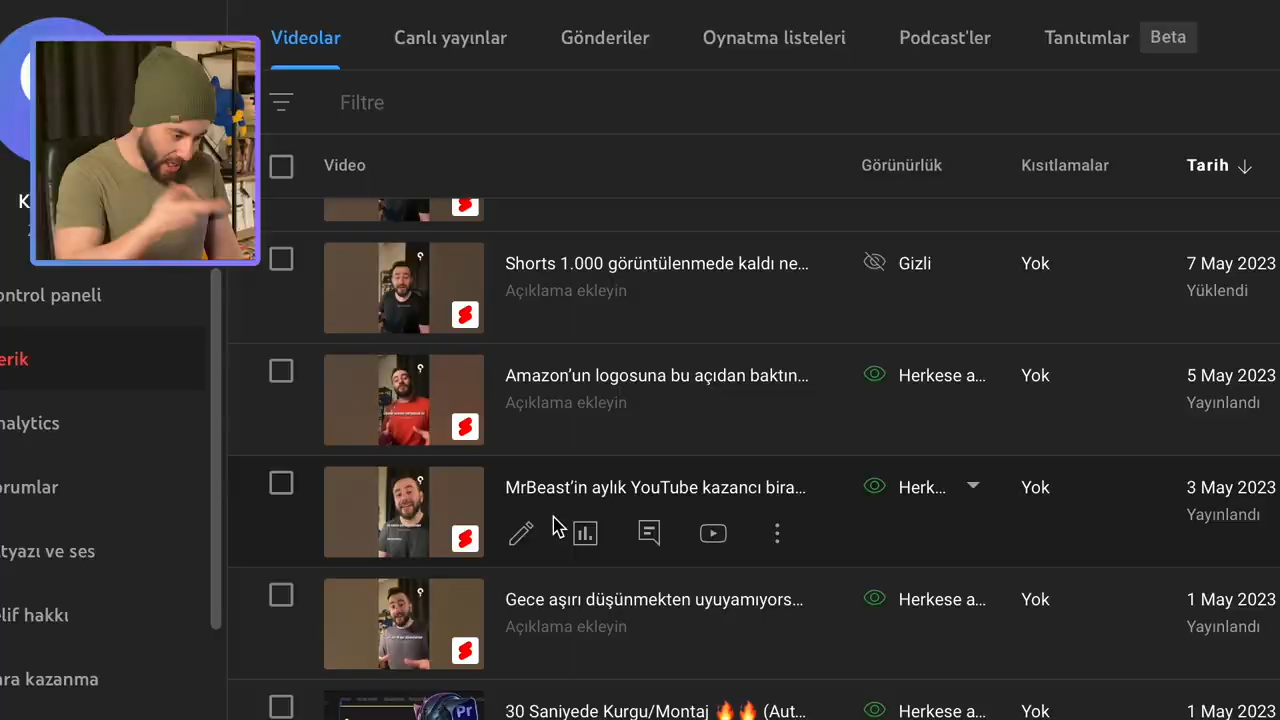 Videolar Canlı yayınlar Gönderiler Oynatma listeleri Podcast'ler Tanıtımlar Beta
Filtre
Video Görünürlük Kısıtlamalar Tarih
K
Shorts 1.000 görüntülenmede kaldı ne... Gizli Yok 7 May 2023
Açıklama ekleyin Yüklendi
ontrol paneli
erik
Amazon’un logosuna bu açıdan baktın... Herkese a... Yok 5 May 2023
Açıklama ekleyin Yayınlandı
nalytics
orumlar
MrBeast’in aylık YouTube kazancı bira... Herk... Yok 3 May 2023
Yayınlandı
tyazı ve ses
Gece aşırı düşünmekten uyuyamıyors... Herkese a... Yok 1 May 2023
Açıklama ekleyin Yayınlandı
elif hakkı
ara kazanma
Pr
30 Saniyede Kurgu/Montaj 🔥🔥 (Aut... Herkese a... Yok 1 May 2023